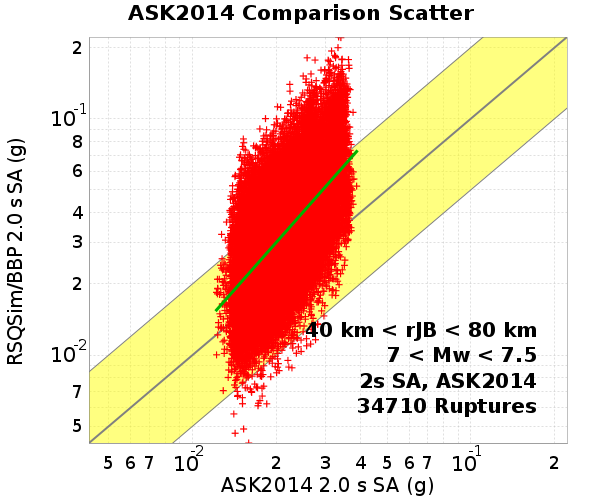 ASK2014 Comparison Scatter
RSQSim/BBP 2.0 s SA (g)
2
10^-1
8
6
4
3
2
10^-2
7
5
40 km < rJB < 80 km
7 < Mw < 7.5
2s SA, ASK2014
34710 Ruptures
5 6 7 10^-2 2 3 4 5 6 7 10^-1 2
ASK2014 2.0 s SA (g)